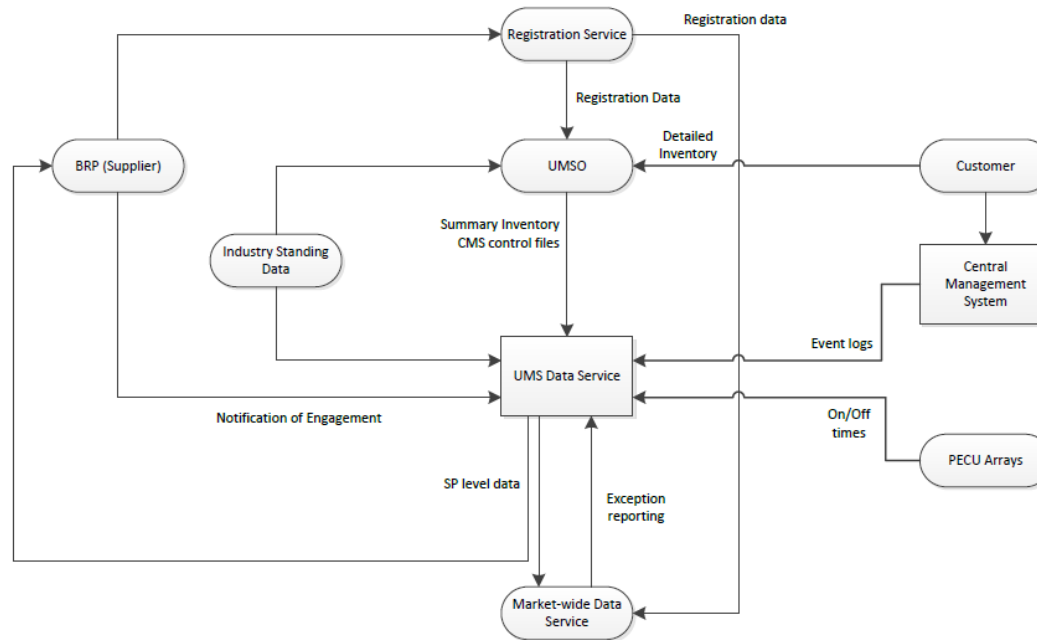 Registration data
Registration Service
Registration Data
Detailed
Inventory
BRP (Supplier)
UMSO
Customer
Summary Inventory
CMS control files
Industry Standing
Data
Central
Management
System
Event logs
UMS Data Service
Notification of Engagement
On/Off
times
PECU Arrays
SP level data
Exception
reporting
Market-wide Data
Service